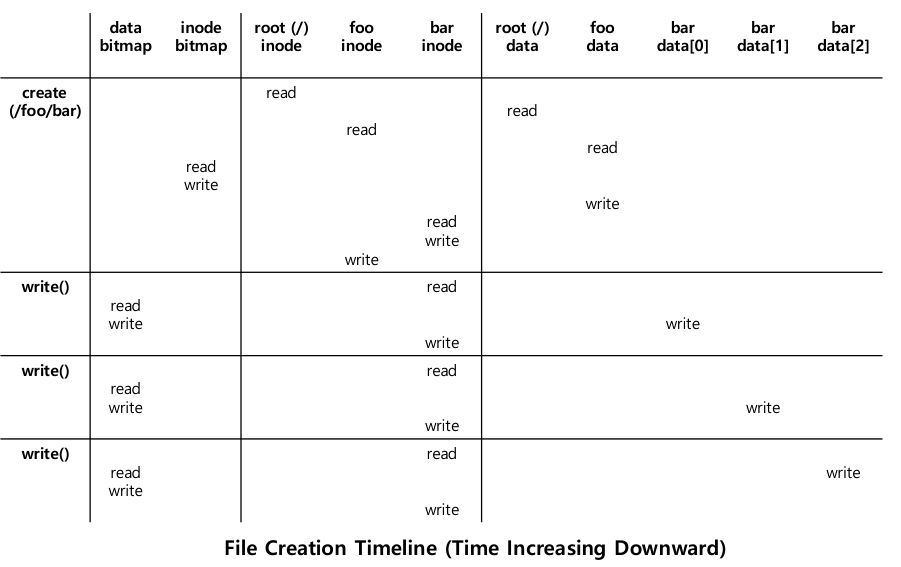 data inode root (/) foo bar root (/) foo bar bar bar
bitmap bitmap inode inode inode data data data[0] data[1] data[2]
create read
(/foo/bar) read
read
read
read
write
write
read
write
write
write() read
read
write write
write
write() read
read
write write
write
write() read
read write
write
write
File Creation Timeline (Time Increasing Downward)